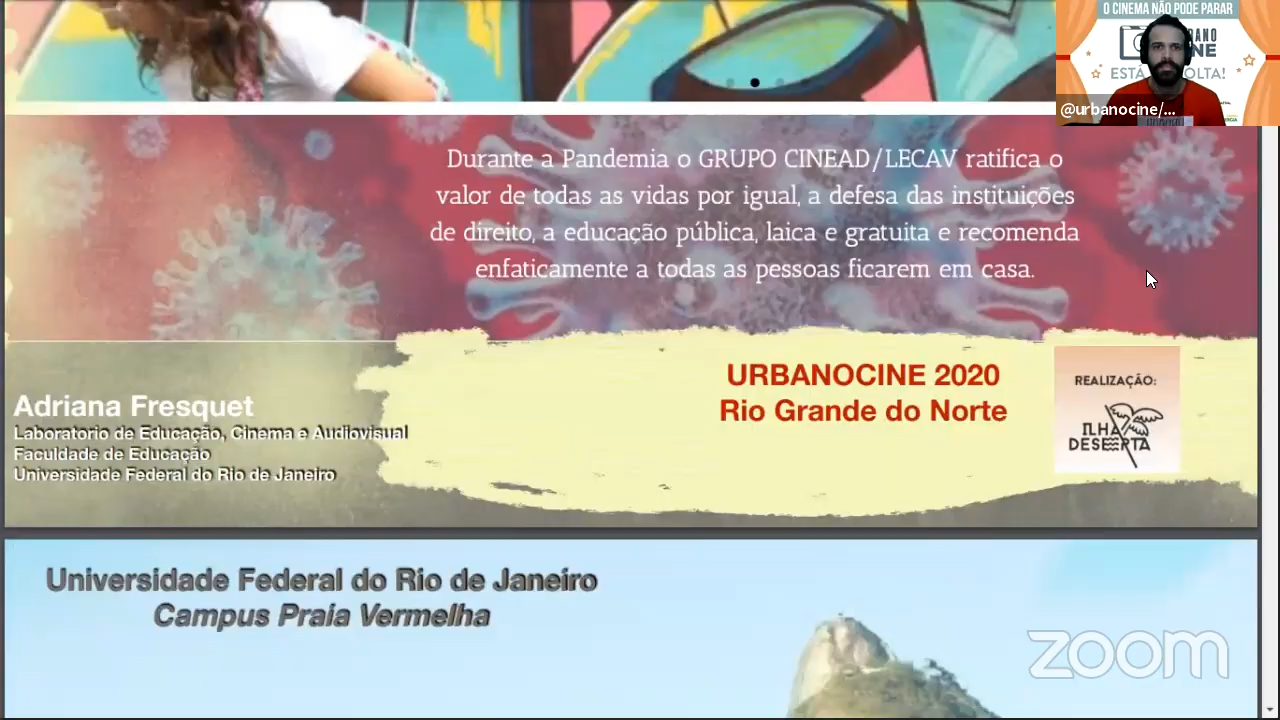 O CINEMA NÃO PODE PARAR
ESTÁ
OLTA!
@urbanocine/...
Durante a Pandemia o GRUPO CINEAD/LECAV ratifica o
valor de todas as vidas por igual, a defesa das instituições
de direito, a educação pública, laica e gratuita e recomenda
enfaticamente a todas as pessoas ficarem em casa.
URBANOCINE 2020
Rio Grande do Norte
REALIZAÇÃO:
ILHA
DESERTA
Adriana Fresquet
Laboratorio de Educação, Cinema e Audiovisual
Faculdade de Educação
Universidade Federal do Rio de Janeiro
Universidade Federal do Rio de Janeiro
Campus Praia Vermelha
zoom